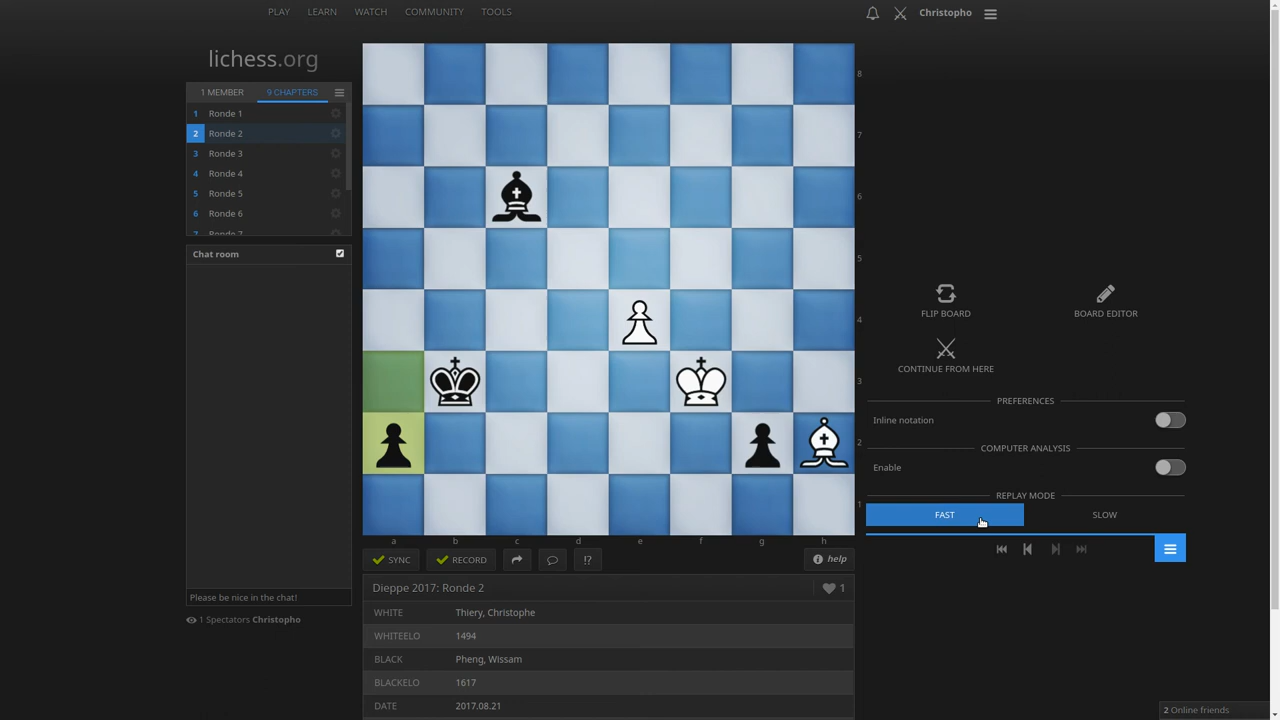 PLAY LEARN WATCH COMMUNITY TOOLS
Christopho
lichess.org
1 MEMBER 9 CHAPTERS
1 Ronde 1
2 Ronde 2
3 Ronde 3
4 Ronde 4
5 Ronde 5
6 Ronde 6
7 Ronde 7
Chat room
Please be nice in the chat!
1 Spectators Christopho
8
7
6
5
4
3
2
1
a b c d e f g h
SYNC RECORD !? help
Dieppe 2017: Ronde 2 1
WHITE Thiery, Christophe
WHITEELO 1494
BLACK Pheng, Wissam
BLACKELO 1617
DATE 2017.08.21
FLIP BOARD BOARD EDITOR
CONTINUE FROM HERE
PREFERENCES
Inline notation
COMPUTER ANALYSIS
Enable
REPLAY MODE
FAST SLOW
2 Online friends